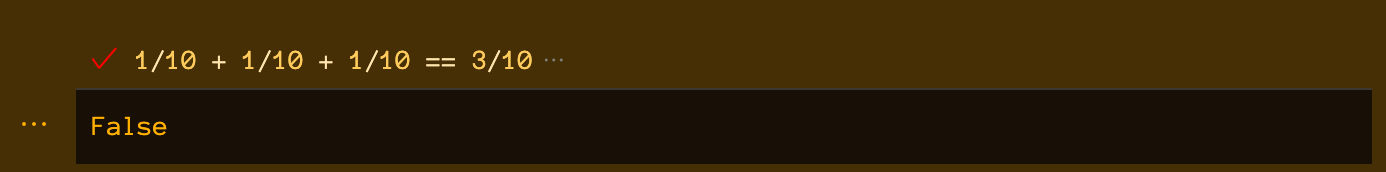 ✓ 1/10 + 1/10 + 1/10 == 3/10 ...
... False